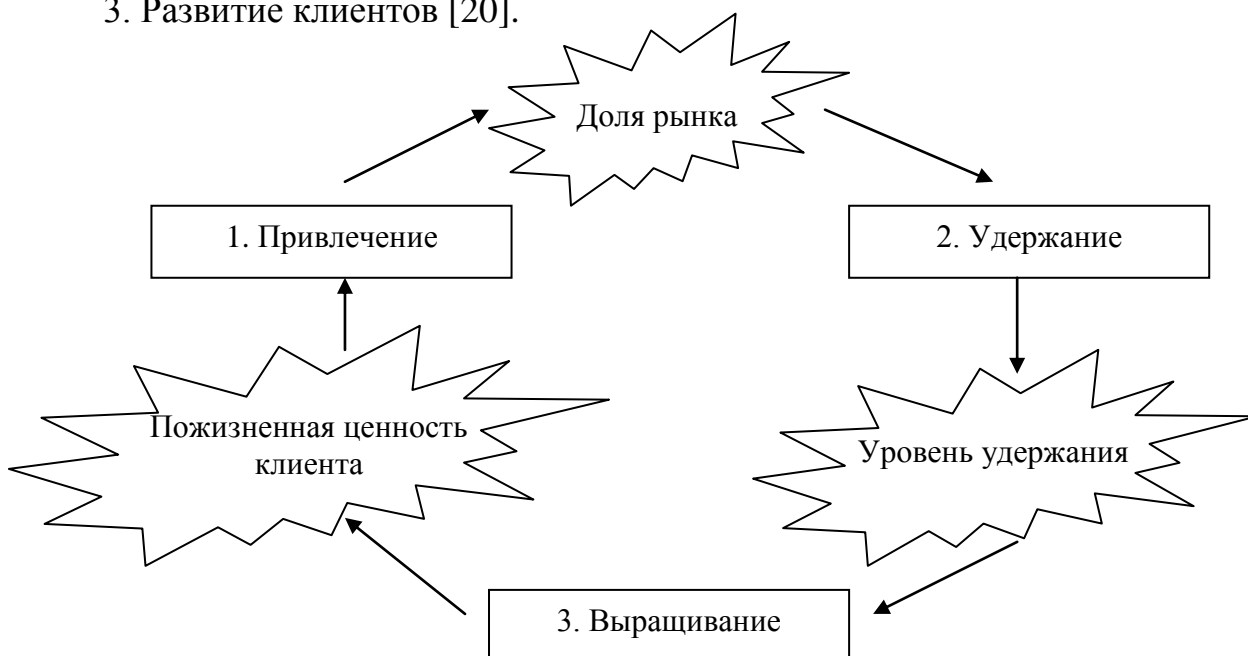 3. Развитие клиентов [20].
Доля рынка
1. Привлечение
2. Удержание
Пожизненная ценность
клиента
Уровень удержания
3. Выращивание